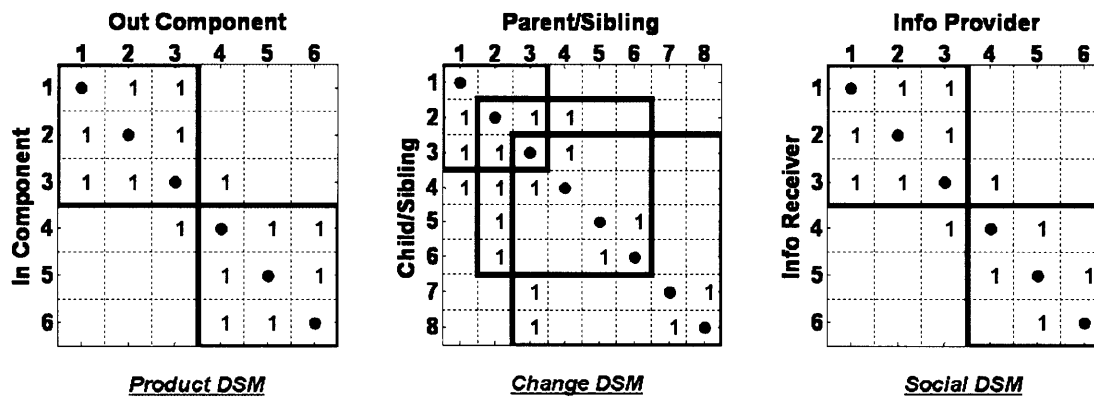 Out Component
1 2 3 4 5 6
In Component
1 ● 1 1
2 1 ● 1
3 1 1 ● 1
4 1 ● 1 1
5 1 ● 1
6 1 1 ●
Product DSM
Parent/Sibling
1 2 3 4 5 6 7 8
Child/Sibling
1 ●
2 1 ● 1 1
3 1 1 ● 1
4 1 1 1 ●
5 1 ● 1
6 1 1 ●
7 1 ● 1
8 1 1 ●
Change DSM
Info Provider
1 2 3 4 5 6
Info Receiver
1 ● 1 1
2 1 ● 1
3 1 1 ● 1
4 1 ● 1
5 1 ● 1
6 1 ●
Social DSM